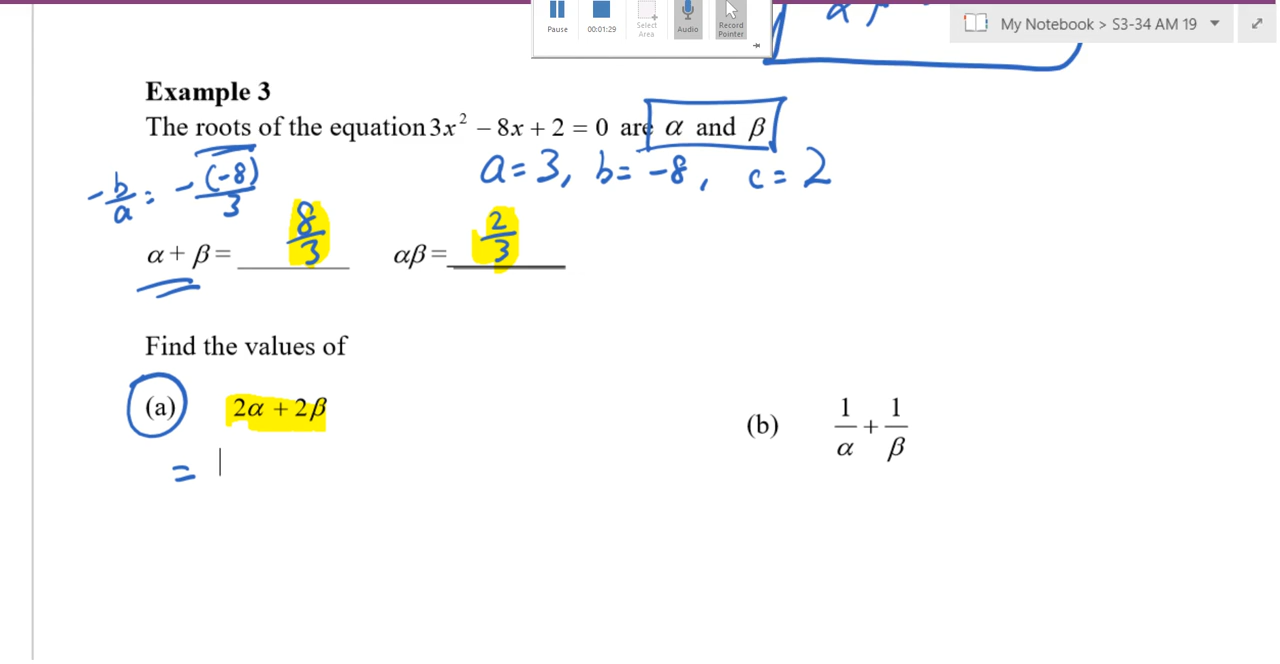 Pause
00:01:29
Select Area
Audio
Record Pointer
My Notebook > S3-34 AM 19
Example 3
The roots of the equation 3x² − 8x + 2 = 0 are α and β
a = 3, b = -8, c = 2
-b/a = -(-8)/3
α + β = 8/3 αβ = 2/3
Find the values of
(a) 2α + 2β
(b) 1/α + 1/β
=